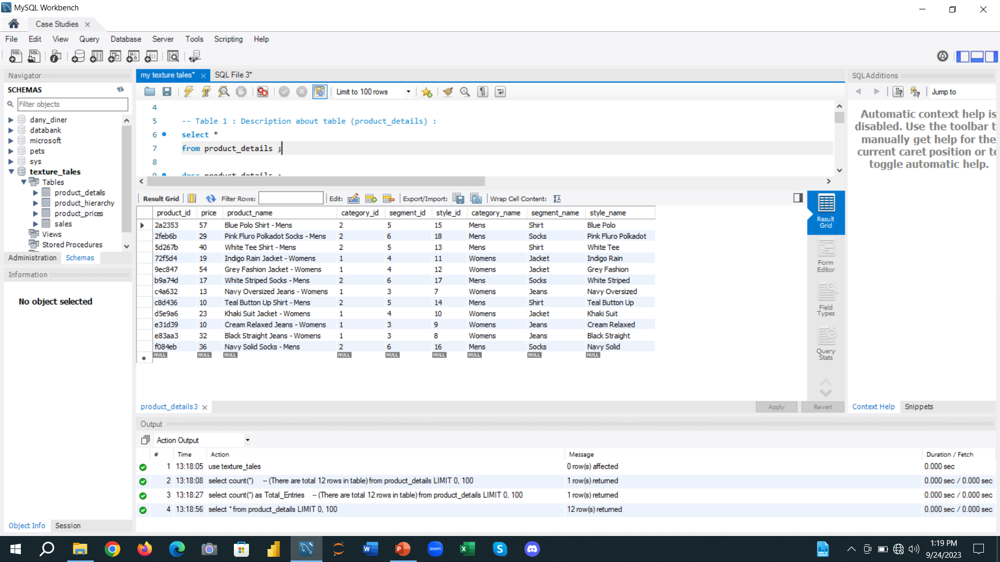 MySQL Workbench
Case Studies
File Edit View Query Database Server Tools Scripting Help
Navigator
SCHEMAS
Filter objects
dany_diner
databank
microsoft
pets
sys
texture_tales
Tables
product_details
product_hierarchy
product_prices
sales
Views
Stored Procedures
Administration Schemas
Information
No object selected
Object Info Session
my texture tales* SQL File 3*
Limit to 100 rows
4
5 -- Table 1 : Description about table (product_details) :
6 select *
7 from product_details ;
8
9 desc product_details ;
Result Grid Filter Rows: Edit: Export/Import: Wrap Cell Content:
product_id price product_name category_id segment_id style_id category_name segment_name style_name
2a2353 57 Blue Polo Shirt - Mens 2 5 15 Mens Shirt Blue Polo
2feb6b 29 Pink Fluro Polkadot Socks - Mens 2 6 18 Mens Socks Pink Fluro Polkadot
5d267b 40 White Tee Shirt - Mens 2 5 13 Mens Shirt White Tee
72f5d4 19 Indigo Rain Jacket - Womens 1 4 11 Womens Jacket Indigo Rain
9ec847 54 Grey Fashion Jacket - Womens 1 4 12 Womens Jacket Grey Fashion
b9a74d 17 White Striped Socks - Mens 2 6 17 Mens Socks White Striped
c4a632 13 Navy Oversized Jeans - Womens 1 3 7 Womens Jeans Navy Oversized
c8d436 10 Teal Button Up Shirt - Mens 2 5 14 Mens Shirt Teal Button Up
d5e9a6 23 Khaki Suit Jacket - Womens 1 4 10 Womens Jacket Khaki Suit
e31d39 10 Cream Relaxed Jeans - Womens 1 3 9 Womens Jeans Cream Relaxed
e83aa3 32 Black Straight Jeans - Womens 1 3 8 Womens Jeans Black Straight
f084eb 36 Navy Solid Socks - Mens 2 6 16 Mens Socks Navy Solid
NULL NULL NULL NULL NULL NULL NULL NULL NULL
Result Grid
Form Editor
Field Types
Query Stats
product_details 3
Apply Revert
SQLAdditions
Jump to
Automatic context help is
disabled. Use the toolbar t
manually get help for the
current caret position or to
toggle automatic help.
Context Help Snippets
Output
Action Output
# Time Action Message Duration / Fetch
1 13:18:05 use texture_tales 0 row(s) affected 0.000 sec
2 13:18:08 select count(*) -- (There are total 12 rows in table) from product_details LIMIT 0, 100 1 row(s) returned 0.000 sec / 0.000 sec
3 13:18:27 select count(*) as Total_Entries -- (There are total 12 rows in table) from product_details LIMIT 0, 100 1 row(s) returned 0.000 sec / 0.000 sec
4 13:18:56 select * from product_details LIMIT 0, 100 12 row(s) returned 0.000 sec / 0.000 sec
zoom
1:19 PM
9/24/2023